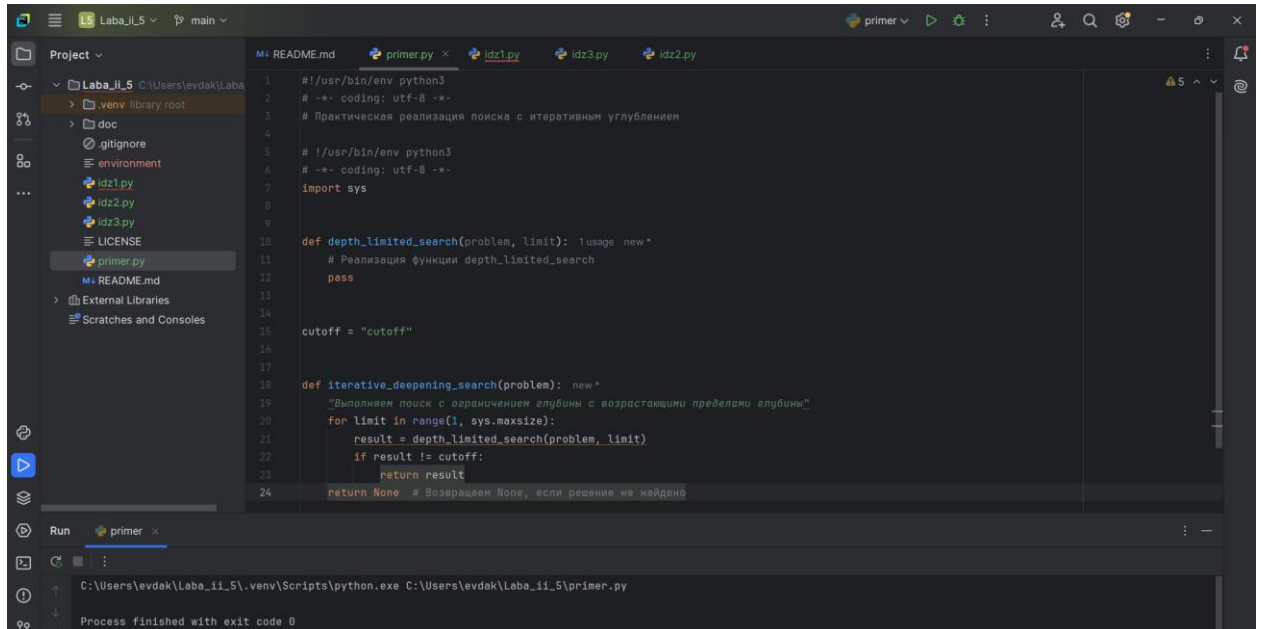 LS Laba_ii_5 main primer
Project
README.md primer.py idz1.py idz3.py idz2.py
Laba_ii_5 C:\Users\evdak\Laba
.venv library root
doc
.gitignore
environment
idz1.py
idz2.py
idz3.py
LICENSE
primer.py
README.md
External Libraries
Scratches and Consoles
5
1 #!/usr/bin/env python3
2 # -*- coding: utf-8 -*-
3 # Практическая реализация поиска с итеративным углублением
4
5 # !/usr/bin/env python3
6 # -*- coding: utf-8 -*-
7 import sys
8
9
10 def depth_limited_search(problem, limit): 1 usage new *
11 # Реализация функции depth_limited_search
12 pass
13
14
15 cutoff = "cutoff"
16
17
18 def iterative_deepening_search(problem): new *
19 "Выполняем поиск с ограничением глубины с возрастающими пределами глубины"
20 for limit in range(1, sys.maxsize):
21 result = depth_limited_search(problem, limit)
22 if result != cutoff:
23 return result
24 return None # Возвращаем None, если решение не найдено
Run primer
C:\Users\evdak\Laba_ii_5\.venv\Scripts\python.exe C:\Users\evdak\Laba_ii_5\primer.py
Process finished with exit code 0